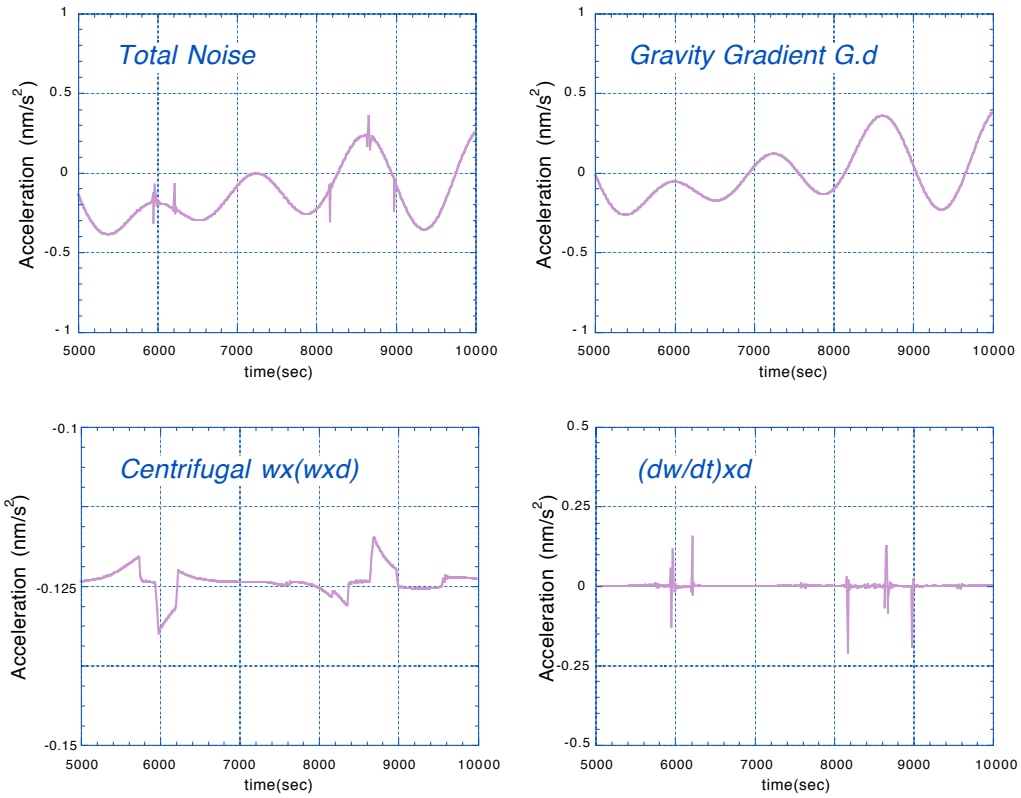 Total Noise
Acceleration (nm/s²)
1
0.5
0
-0.5
-1
5000 6000 7000 8000 9000 10000
time(sec)
Gravity Gradient G.d
Acceleration (nm/s²)
1
0.5
0
-0.5
-1
5000 6000 7000 8000 9000 10000
time(sec)
Centrifugal wx(wxd)
Acceleration (nm/s²)
-0.1
-0.125
-0.15
5000 6000 7000 8000 9000 10000
time(sec)
(dw/dt)xd
Acceleration (nm/s²)
0.5
0.25
0
-0.25
-0.5
5000 6000 7000 8000 9000 10000
time(sec)